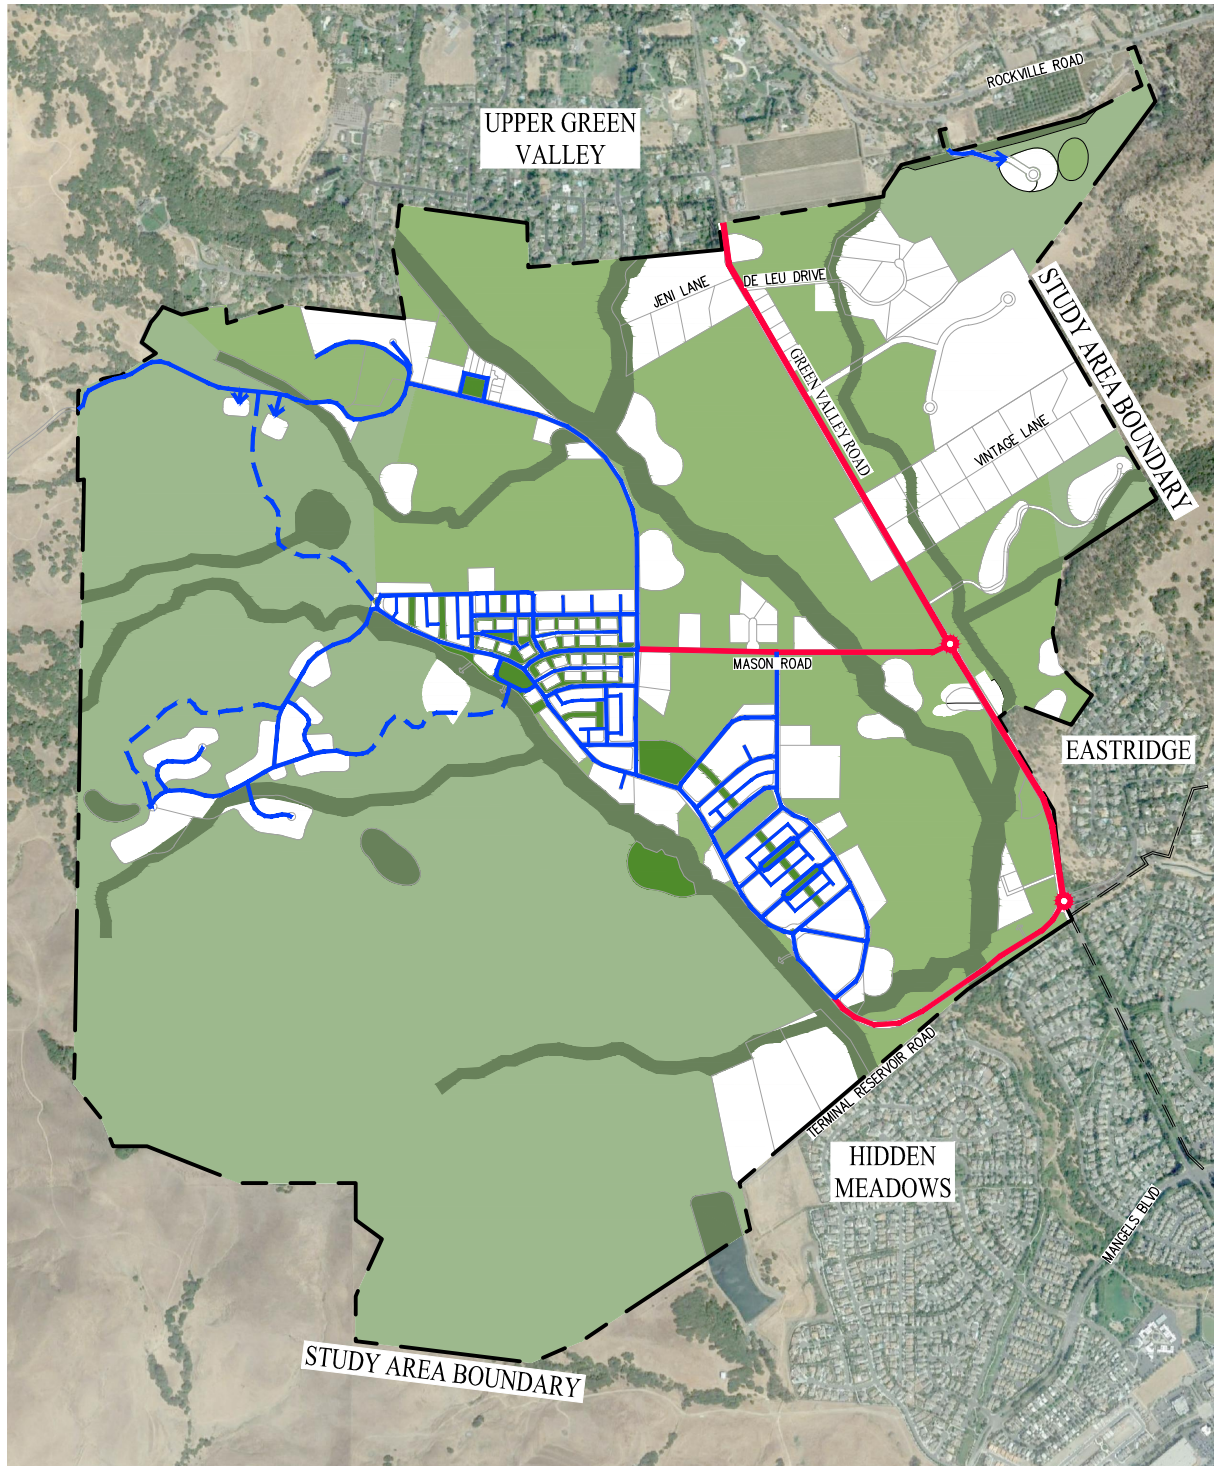 ROCKVILLE ROAD
UPPER GREEN
VALLEY
JENI LANE
DE LEU DRIVE
STUDY AREA BOUNDARY
GREEN VALLEY ROAD
VINTAGE LANE
MASON ROAD
EASTRIDGE
TERMINAL RESERVOIR ROAD
HIDDEN
MEADOWS
MANGELS BLVD
STUDY AREA BOUNDARY